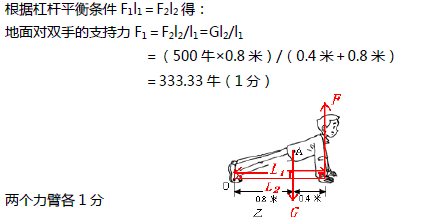 根据杠杆平衡条件 F1l1＝F2l2 得：
地面对双手的支持力 F1＝F2l2/l1=Gl2/l1
＝（500 牛×0.8 米）/（0.4 米＋0.8 米）
＝333.33 牛（1 分）
F
A
L1
O
L2
0.8 米
0.4 米
乙
G
两个力臂各 1 分